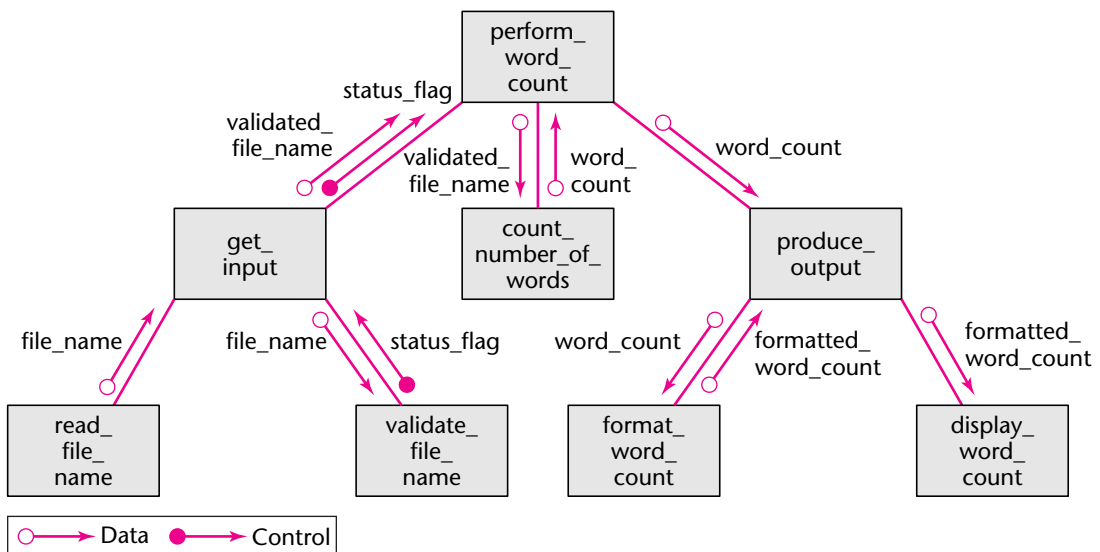 perform_
word_
count
status_flag
validated_
file_name
validated_
file_name
word_
count
word_count
get_
input
count_
number_of_
words
produce_
output
file_name
file_name
status_flag
word_count
formatted_
word_count
formatted_
word_count
read_
file_
name
validate_
file_
name
format_
word_
count
display_
word_
count
Data
Control